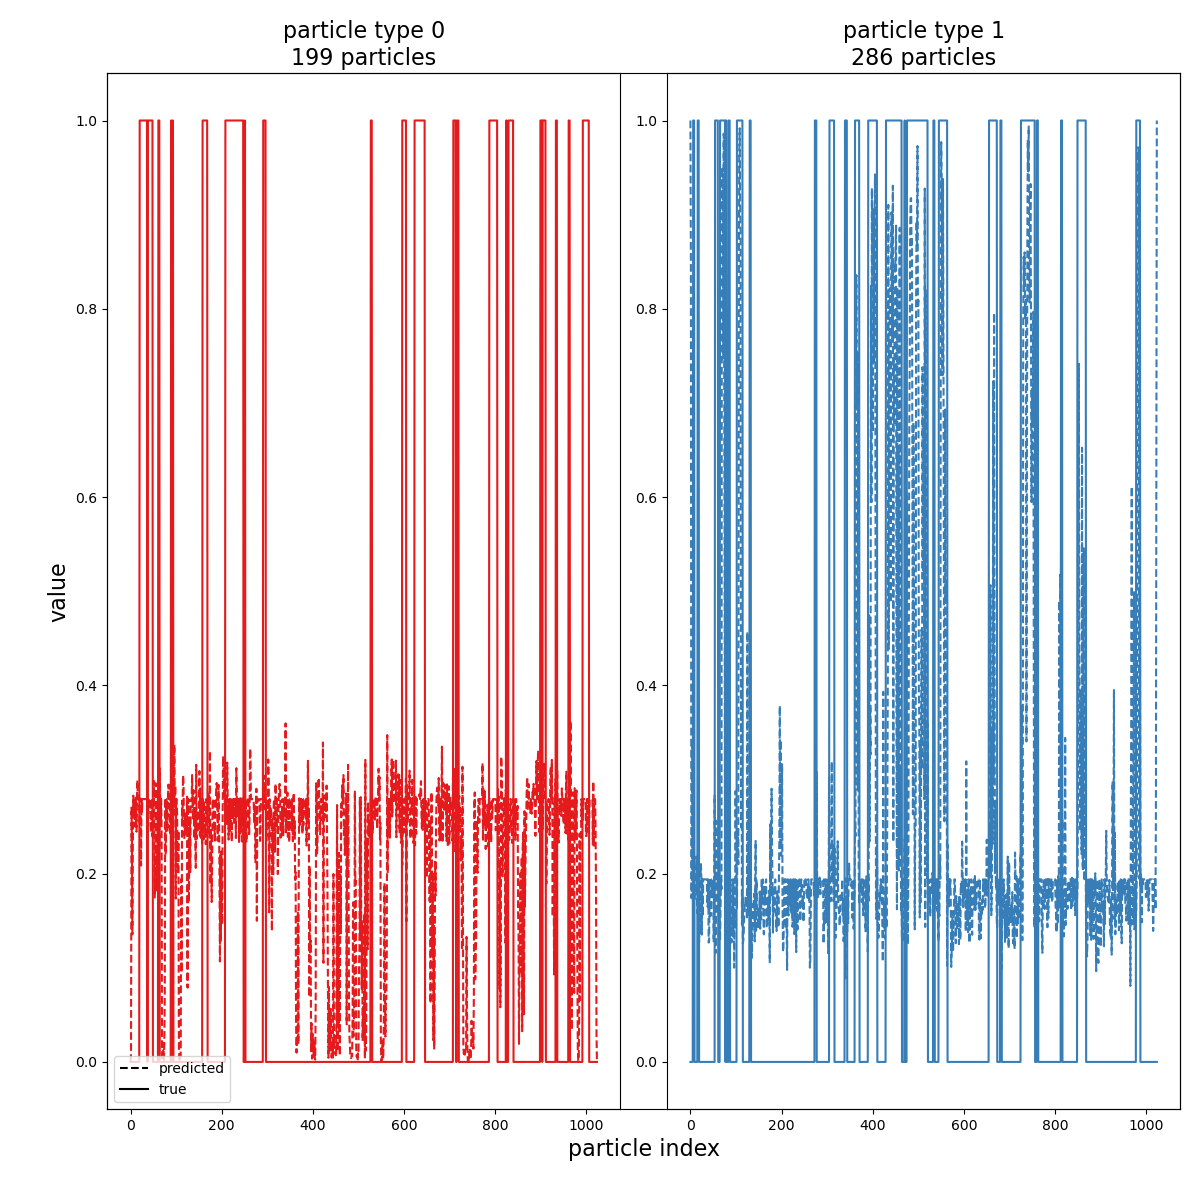 particle type 0
199 particles
particle type 1
286 particles
value
1.0
0.8
0.6
0.4
0.2
0.0
1.0
0.8
0.6
0.4
0.2
0.0
predicted
true
0 200 400 600 800 1000
0 200 400 600 800 1000
particle index